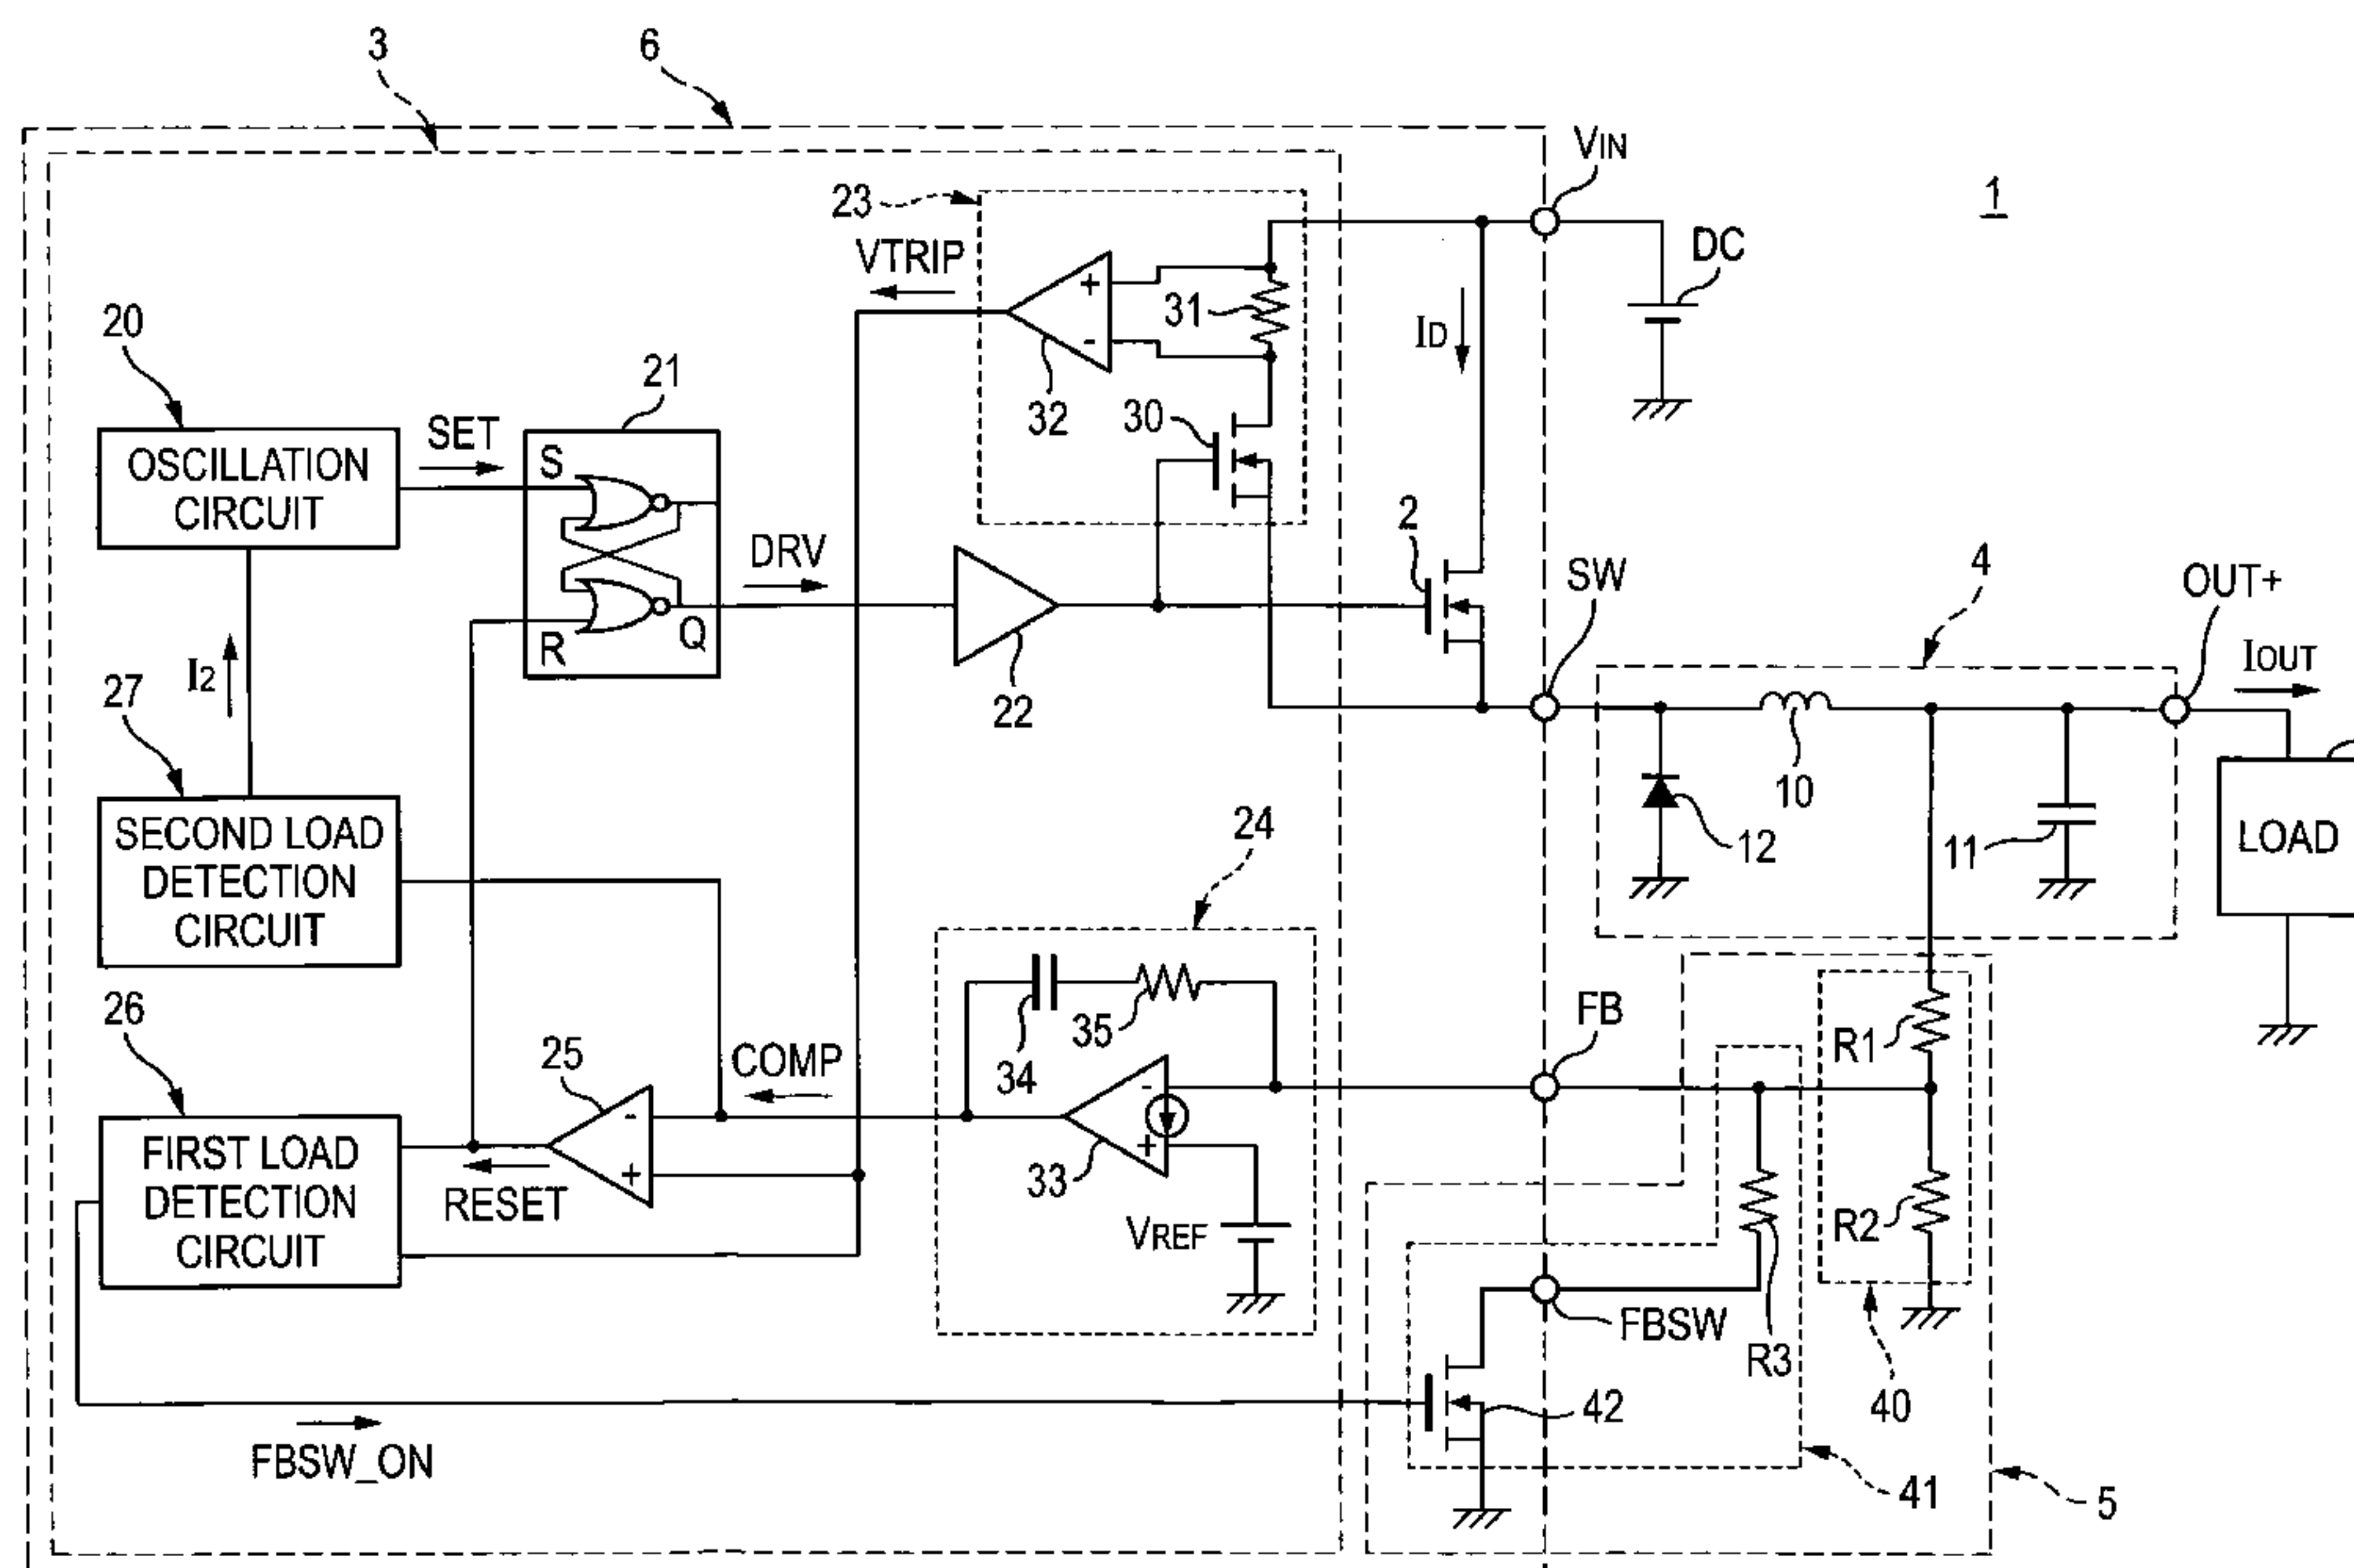 3
6
VIN
1
23
VTRIP
DC
31
ID
+
-
20
21
32
30
SET
OSCILLATION
CIRCUIT
S
2
DRV
SW
4
OUT+
R
Q
IOUT
I2
27
22
10
SECOND LOAD
DETECTION
CIRCUIT
24
12
11
LOAD
26
FB
35
34
R1
25
COMP
-
-
FIRST LOAD
DETECTION
CIRCUIT
+
+
33
RESET
VREF
R2
FBSW
R3
42
40
FBSW_ON
41
5